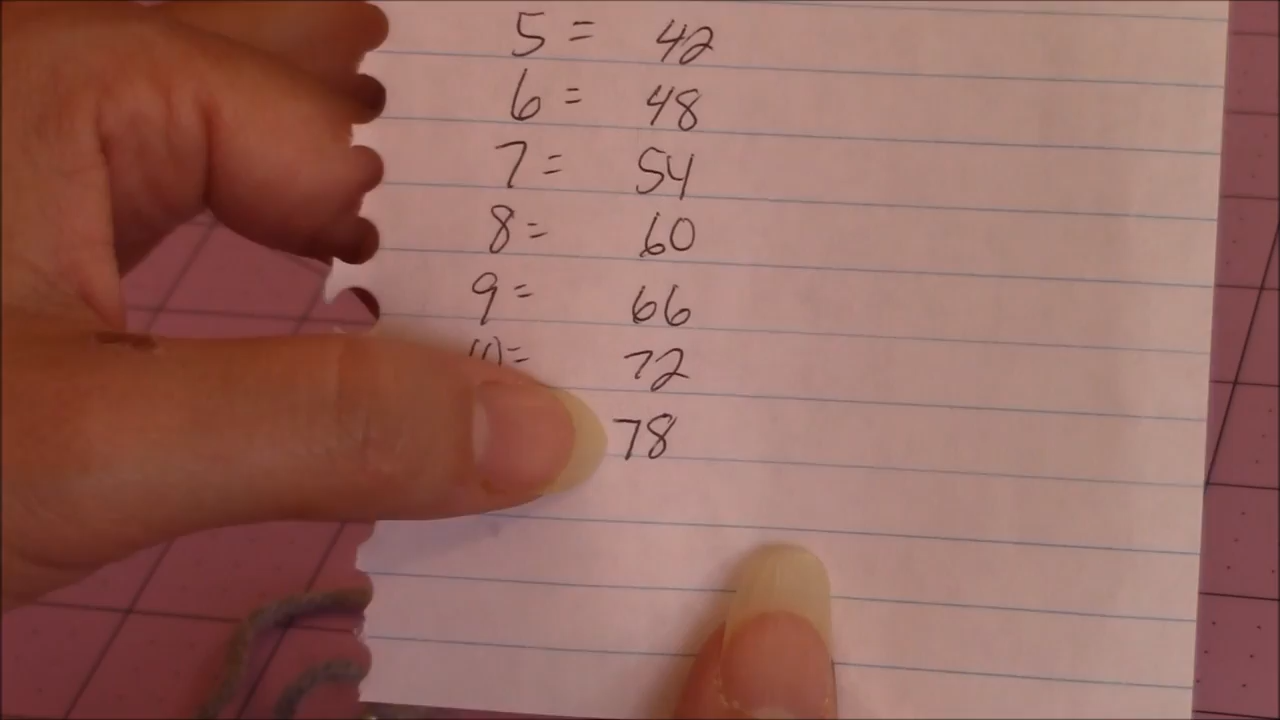 5 = 42
6 = 48
7 = 54
8 = 60
9 = 66
10 = 72
78